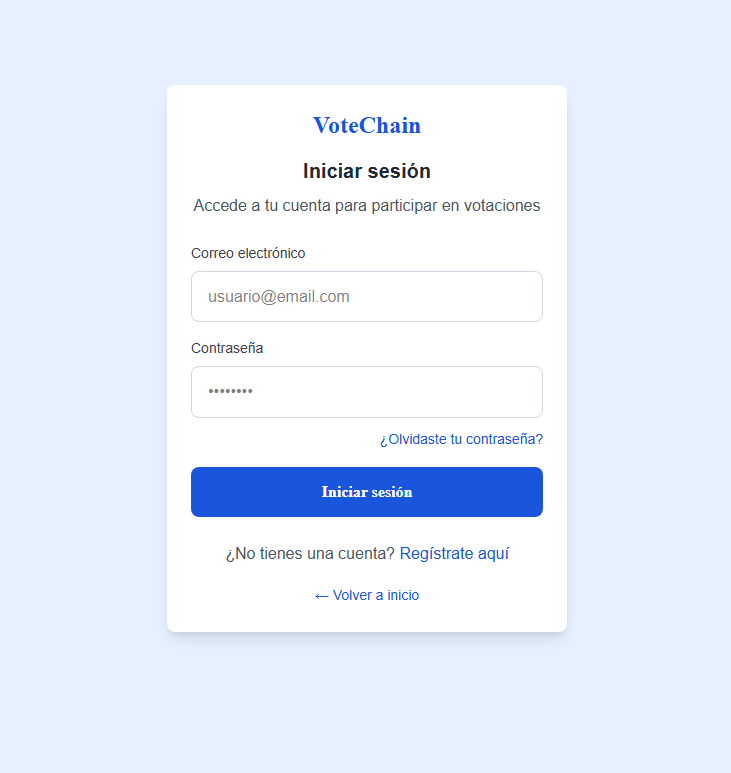 VoteChain
Iniciar sesión
Accede a tu cuenta para participar en votaciones
Correo electrónico
usuario@email.com
Contraseña
••••••••
¿Olvidaste tu contraseña?
Iniciar sesión
¿No tienes una cuenta? Regístrate aquí
← Volver a inicio